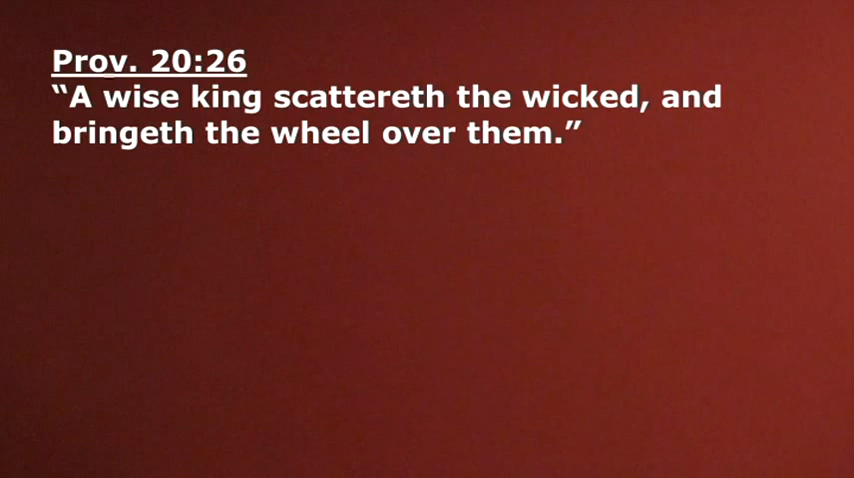 Prov. 20:26
“A wise king scattereth the wicked, and
bringeth the wheel over them.”